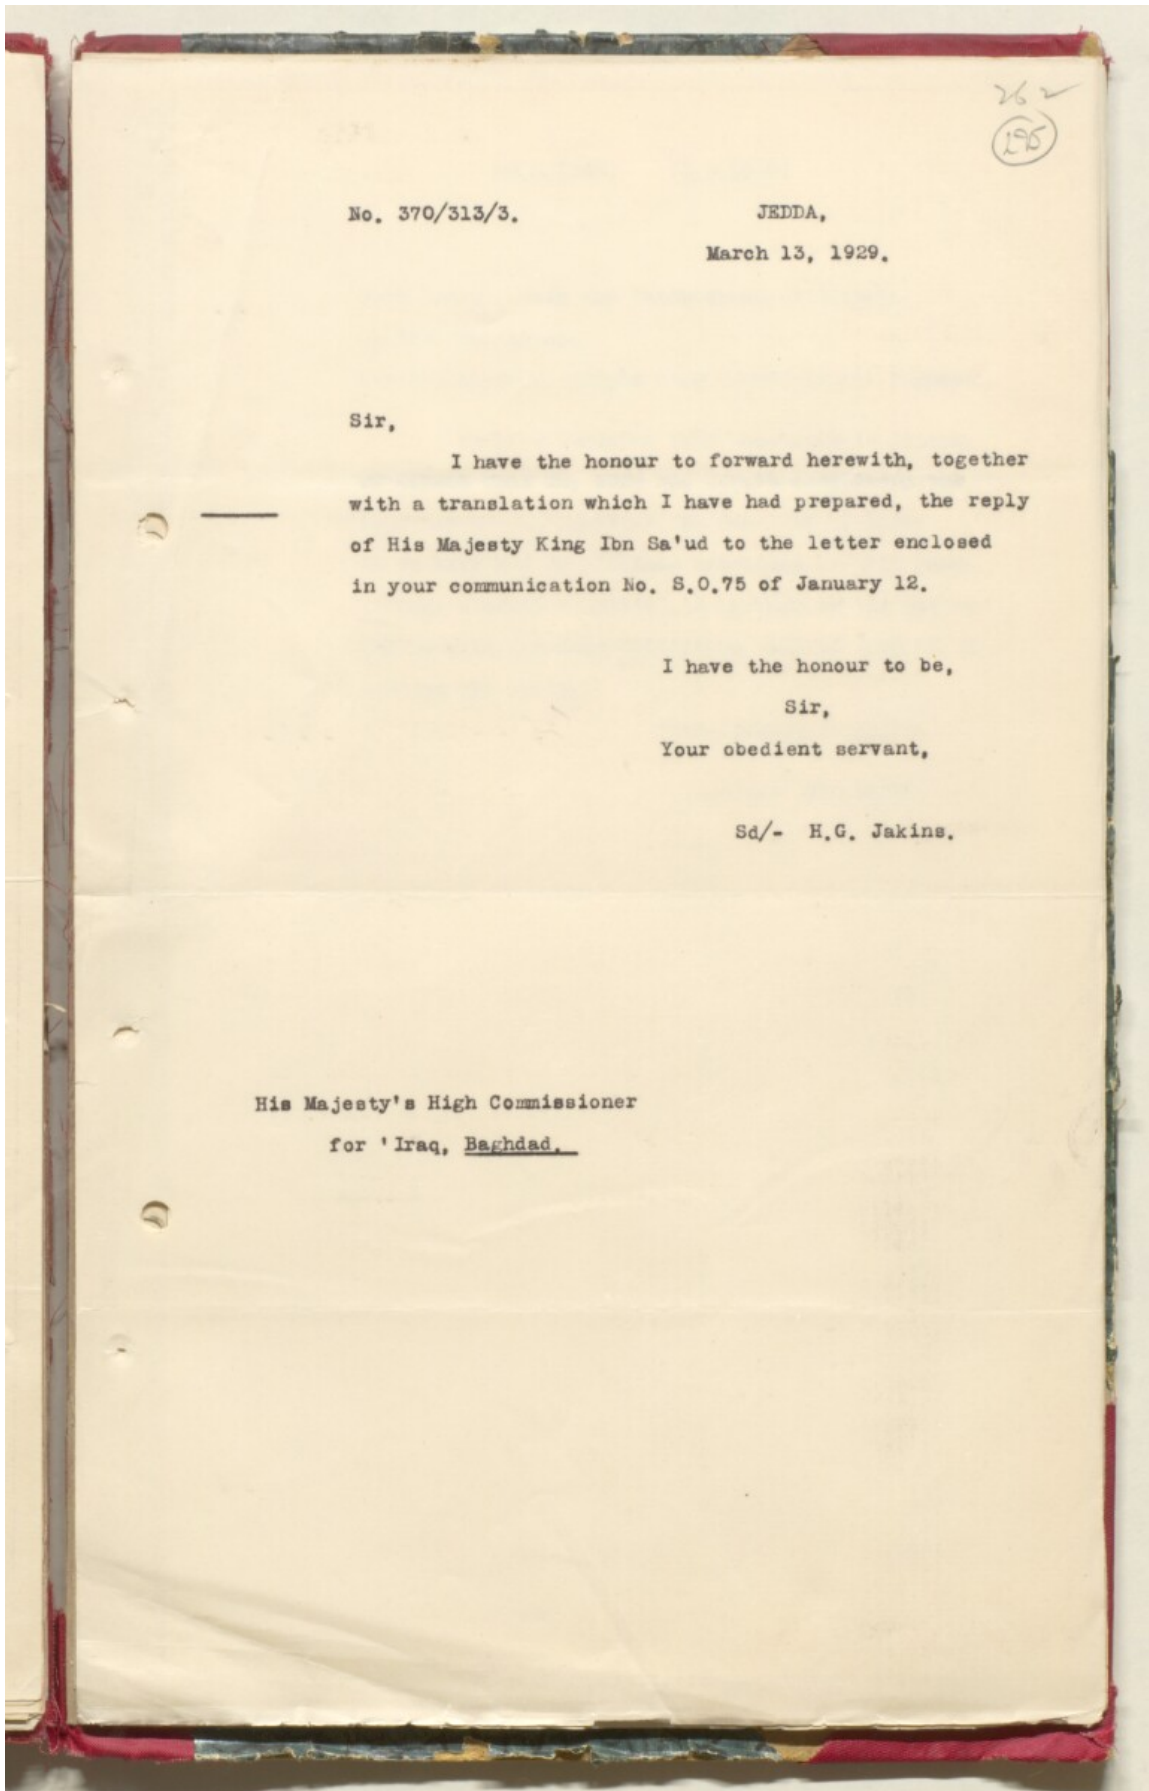 262
195
No. 370/313/3. JEDDA,
March 13, 1929.
Sir,
I have the honour to forward herewith, together
with a translation which I have had prepared, the reply
of His Majesty King Ibn Sa'ud to the letter enclosed
in your communication No. S.O.75 of January 12.
I have the honour to be,
Sir,
Your obedient servant,
Sd/- H.G. Jakins.
His Majesty's High Commissioner
for 'Iraq, Baghdad.